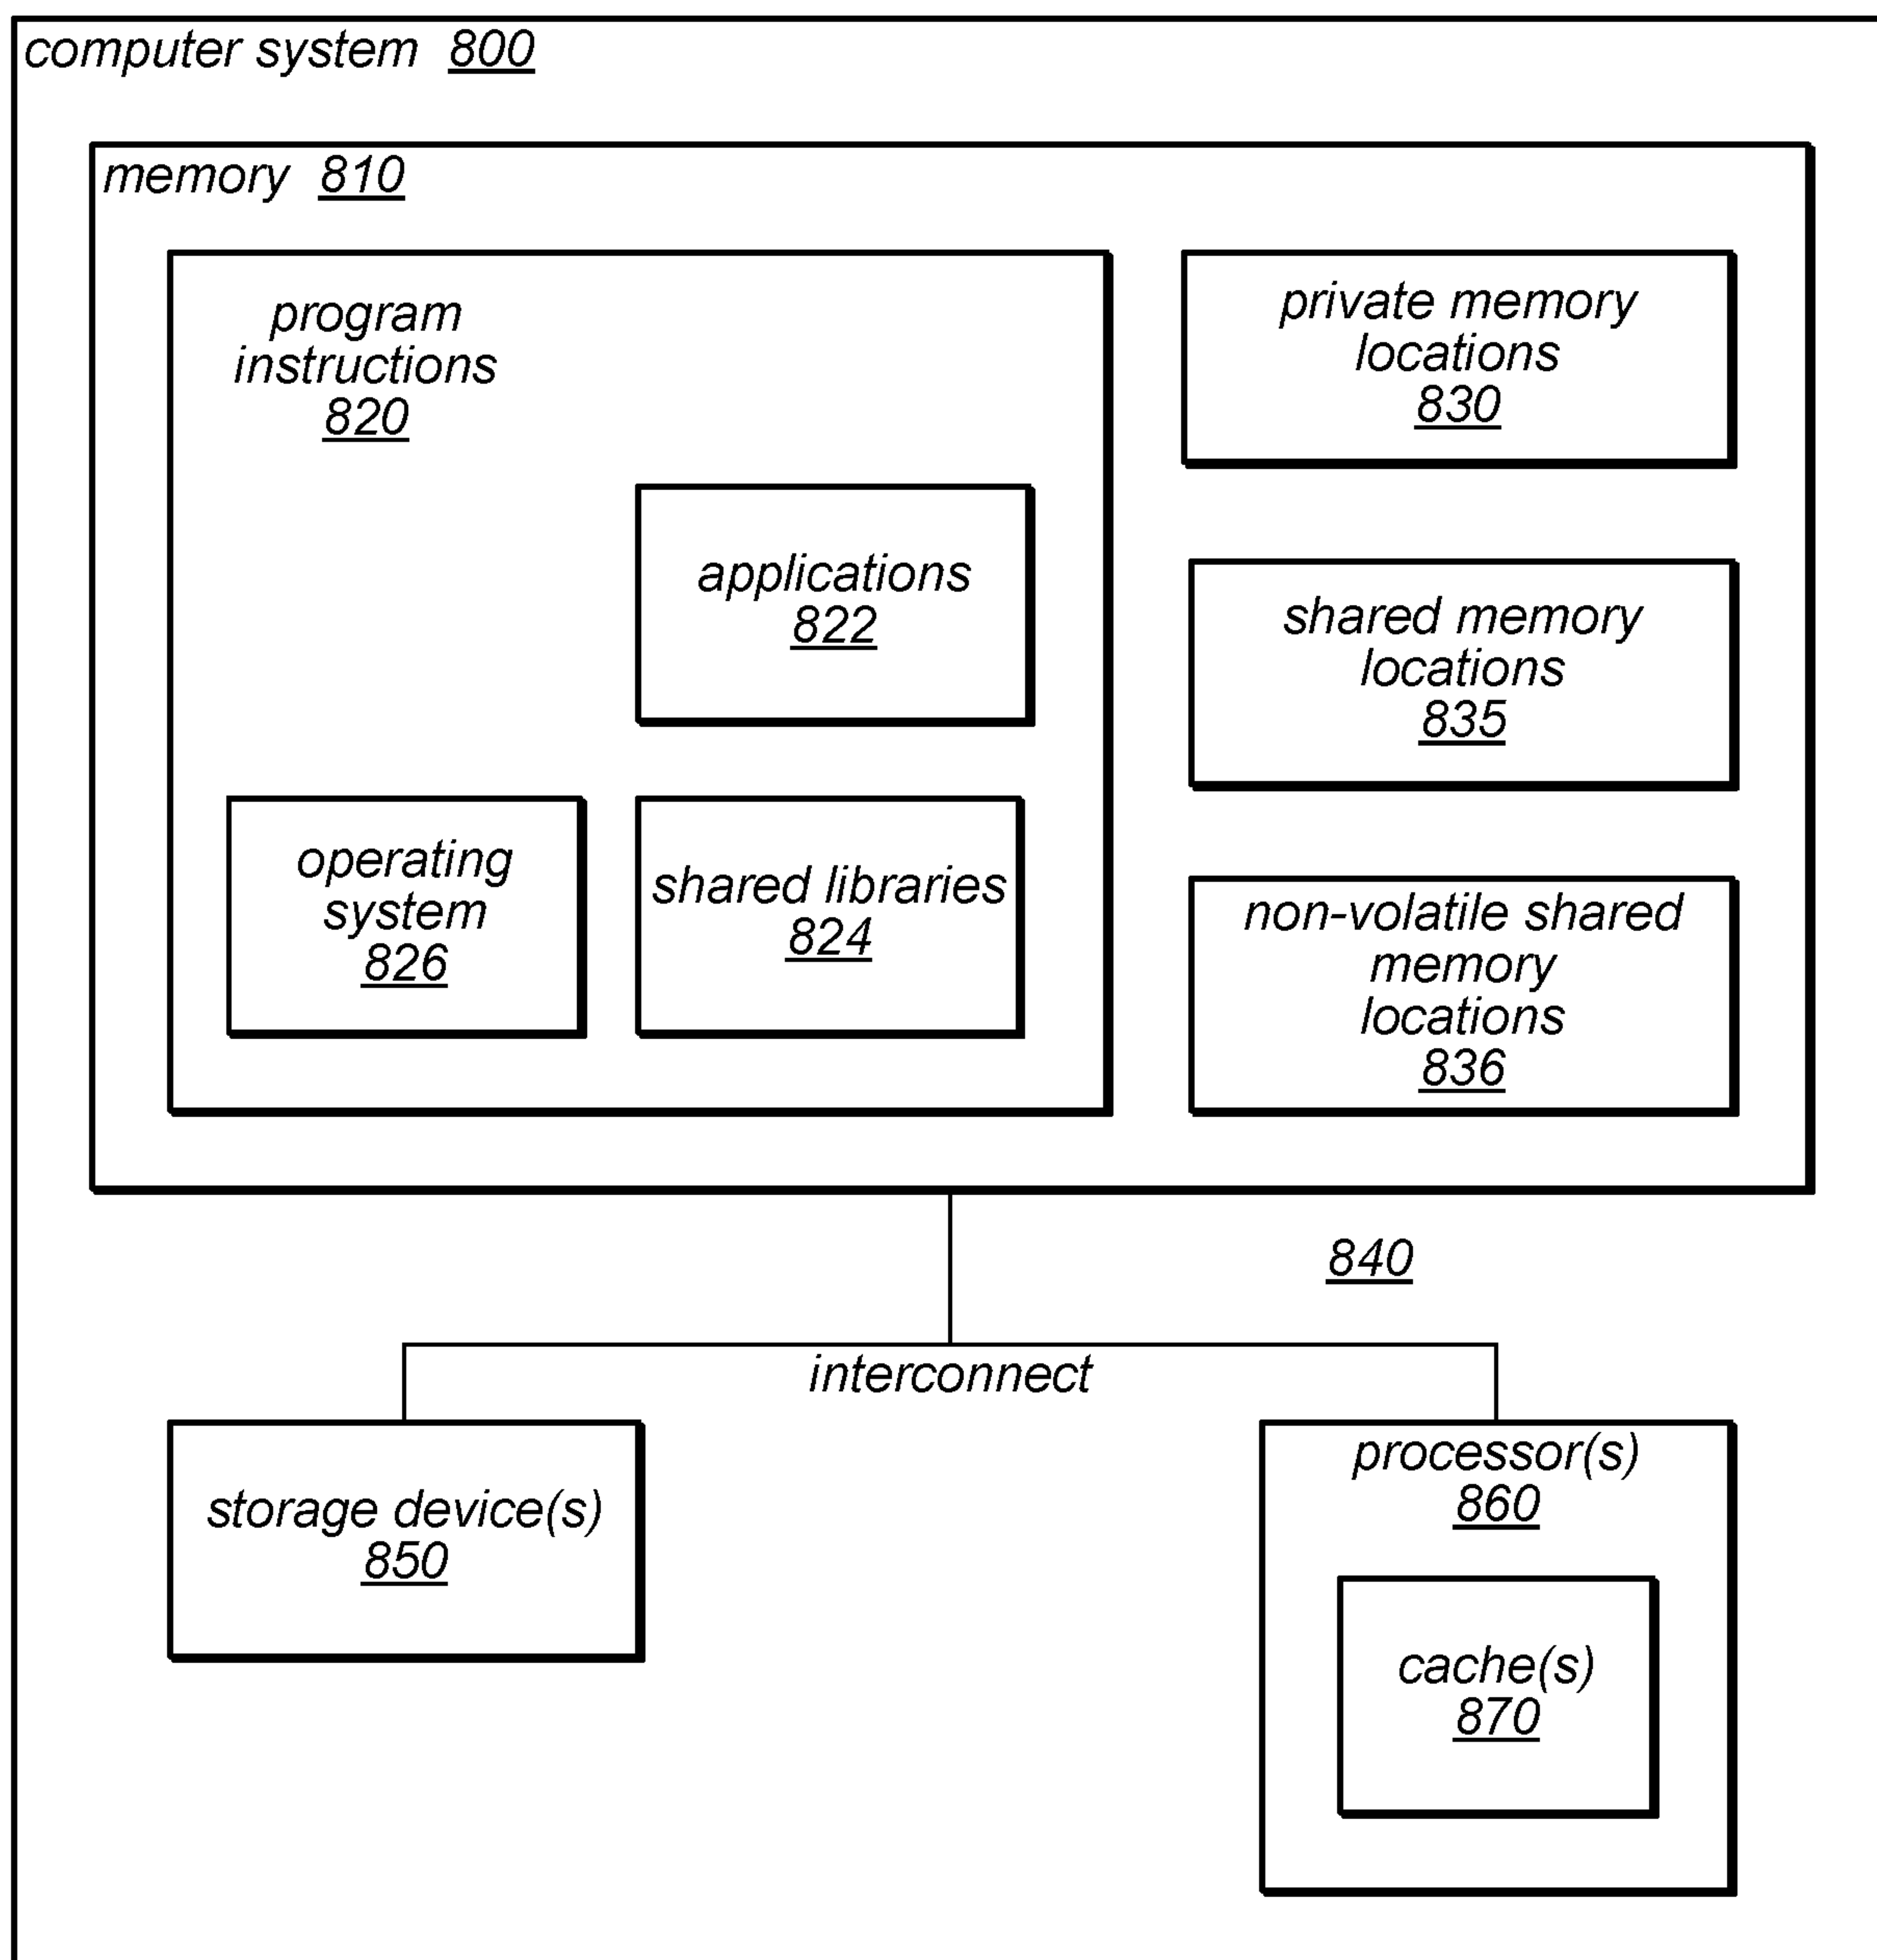 computer system 800
memory 810
program
instructions
820
applications
822
operating
system
826
shared libraries
824
private memory
locations
830
shared memory
locations
835
non-volatile shared
memory
locations
836
840
interconnect
storage device(s)
850
processor(s)
860
cache(s)
870